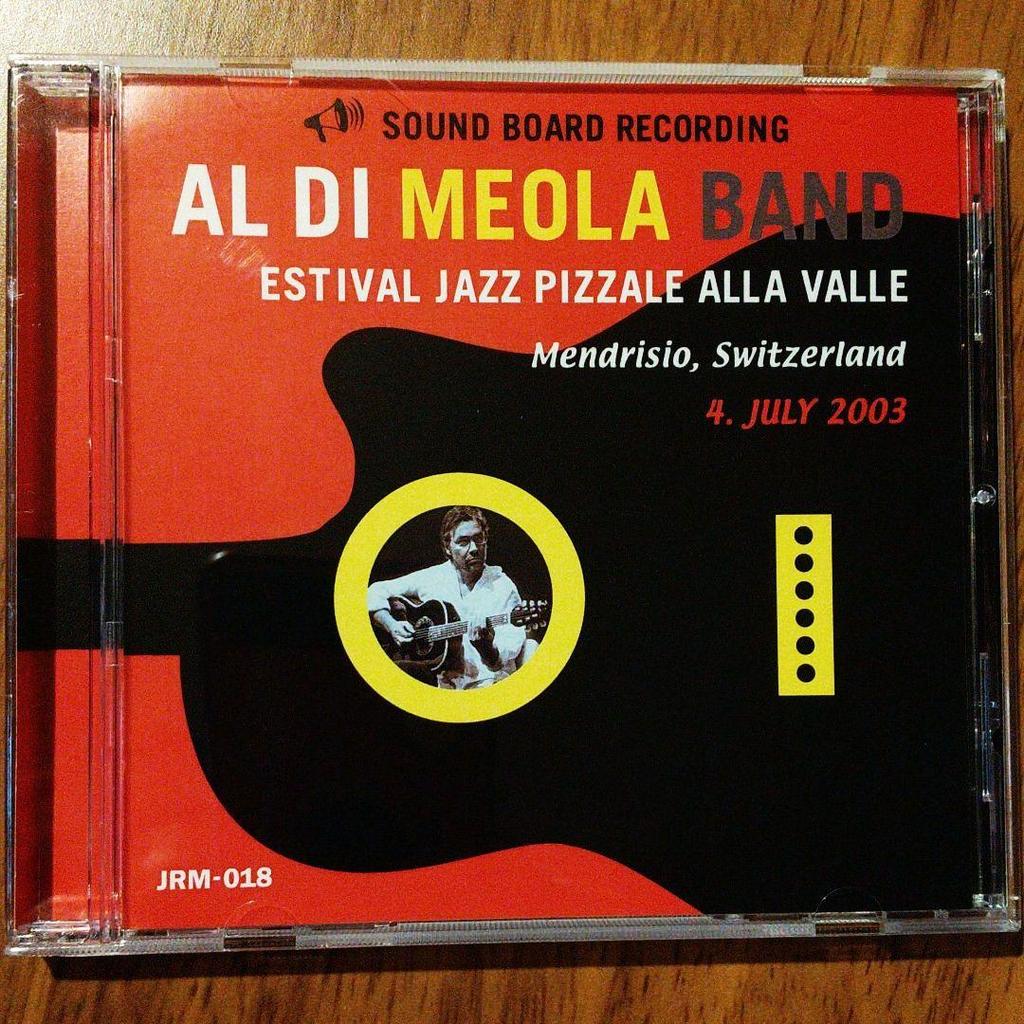 SOUND BOARD RECORDING
AL DI MEOLA BAND
ESTIVAL JAZZ PIZZALE ALLA VALLE
Mendrisio, Switzerland
4. JULY 2003
JRM-018